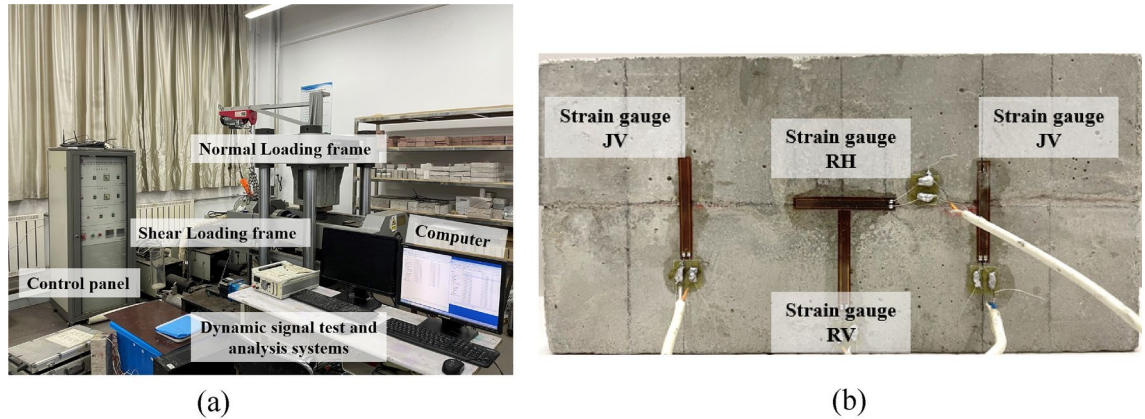 Normal Loading frame
Shear Loading frame
Computer
Control panel
Dynamic signal test and
analysis systems
(a)
Strain gauge
JV
Strain gauge
RH
Strain gauge
JV
Strain gauge
RV
(b)